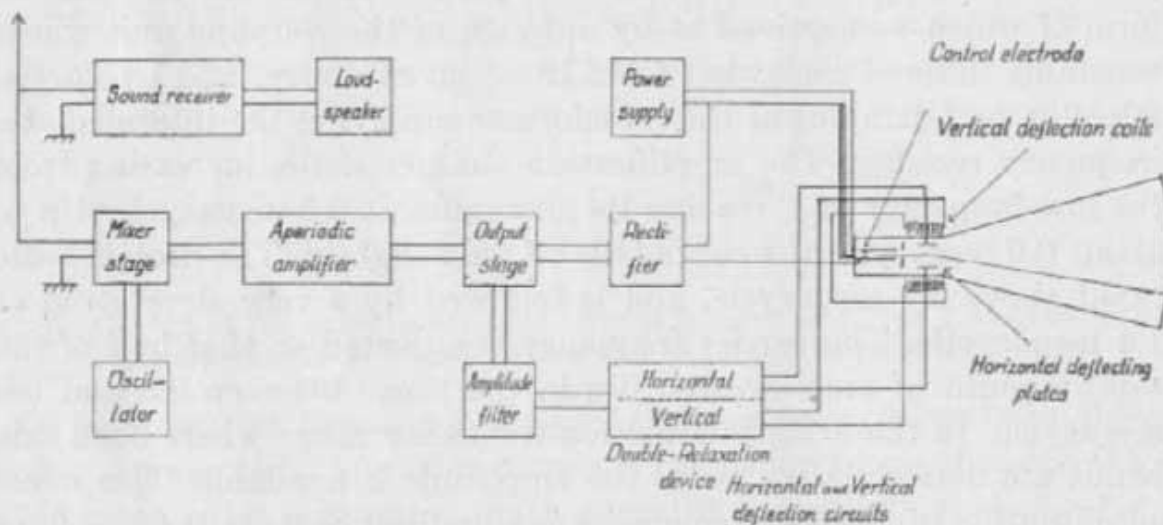 Control electroda
Sound receiver
Loud-
speaker
Power
supply
Vertical deflection coils
Mixer
stage
Aperiodic
amplifier
Output
stage
Recti-
fier
Oscil-
lator
Amplitude
filter
Horizontal
Vertical
Horizontal deflecting
plates
Double-Relaxation
device
Horizontal and Vertical
deflection circuits